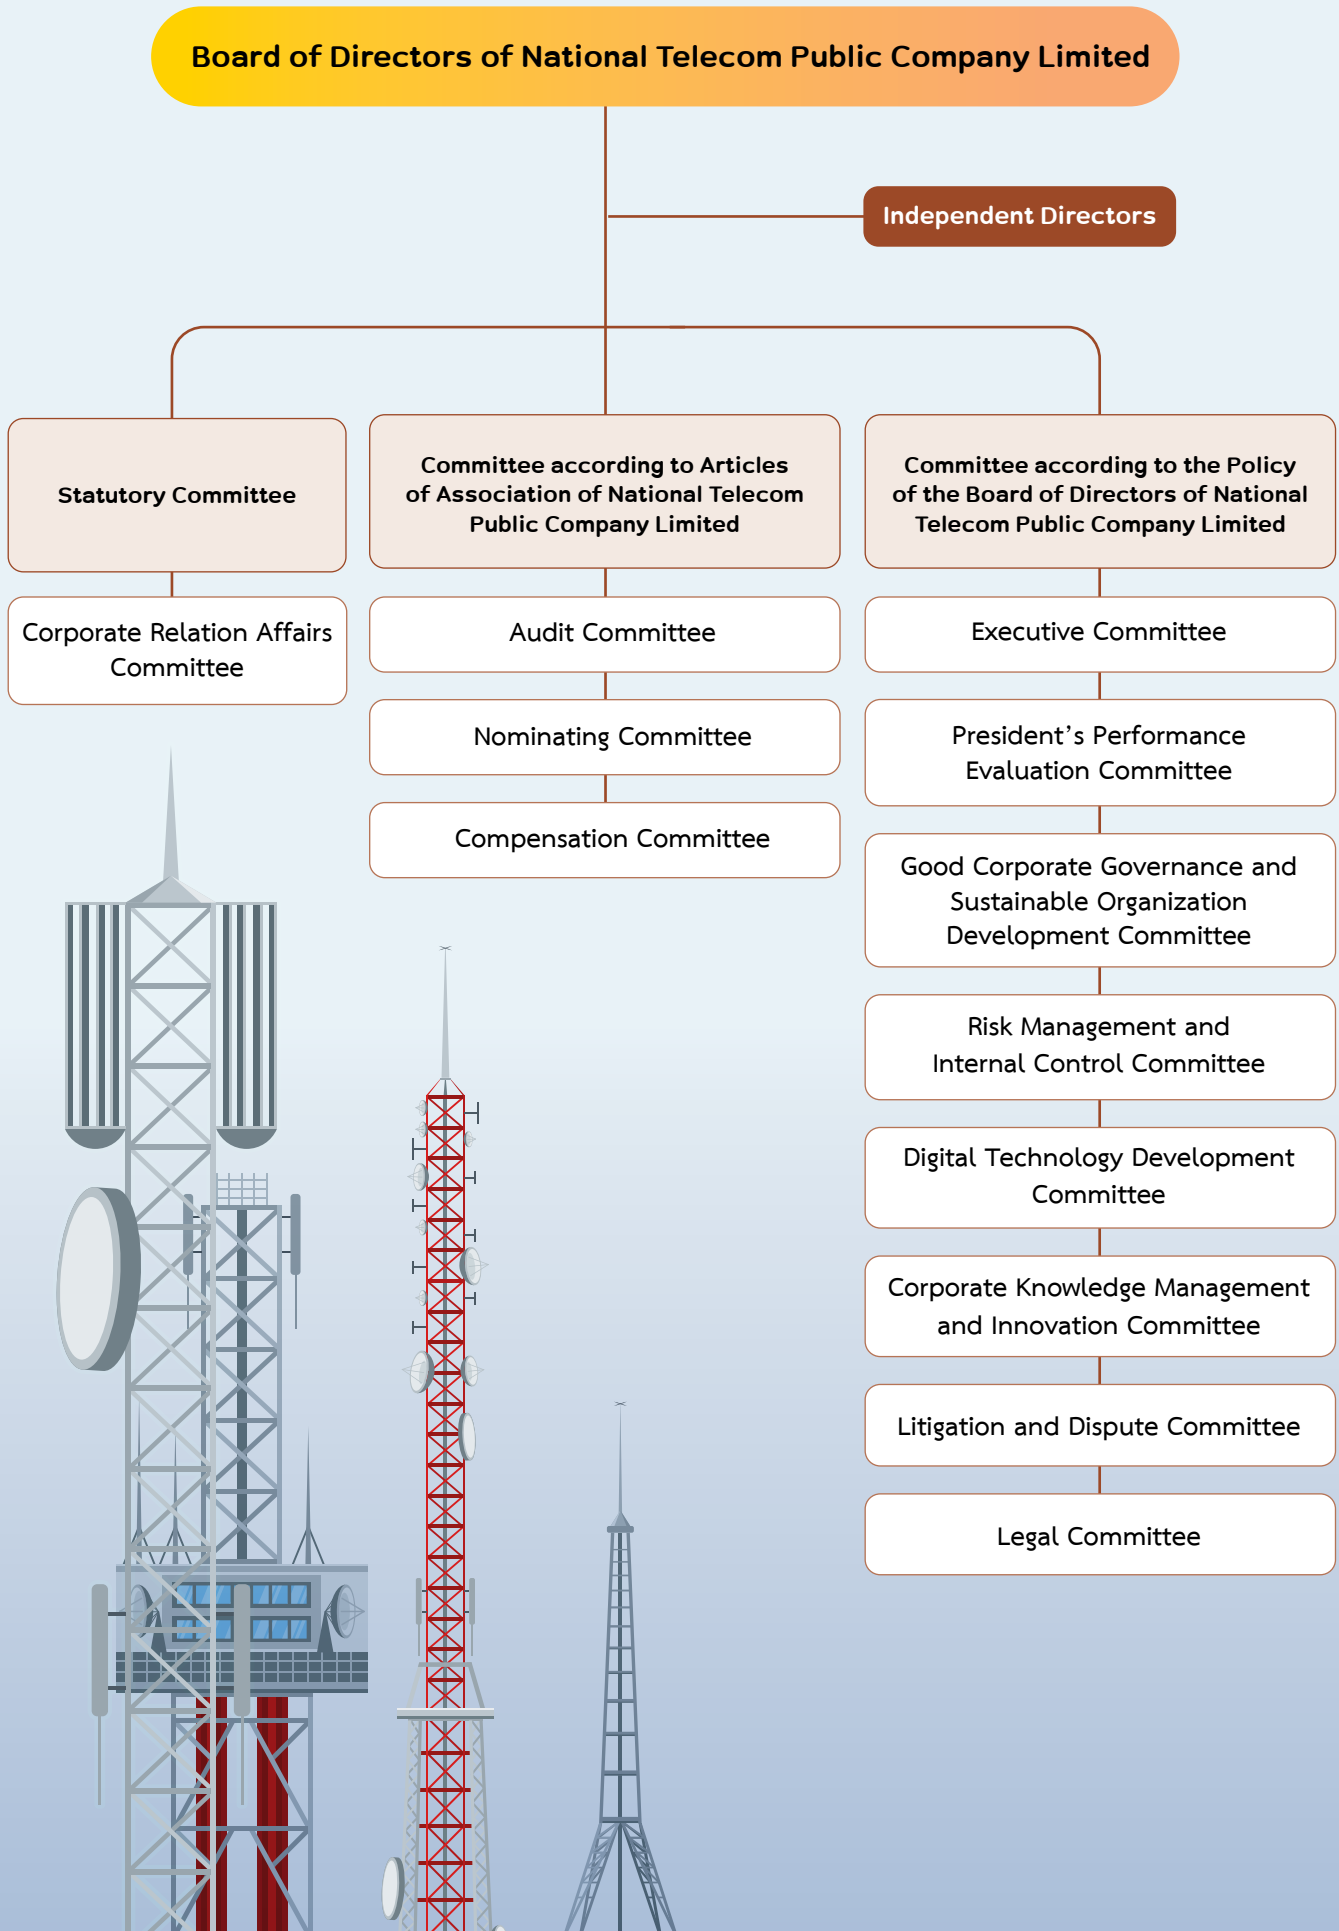 Board of Directors of National Telecom Public Company Limited
Independent Directors
Statutory Committee
Corporate Relation Affairs
Committee
Committee according to Articles
of Association of National Telecom
Public Company Limited
Audit Committee
Nominating Committee
Compensation Committee
Committee according to the Policy
of the Board of Directors of National
Telecom Public Company Limited
Executive Committee
President's Performance
Evaluation Committee
Good Corporate Governance and
Sustainable Organization
Development Committee
Risk Management and
Internal Control Committee
Digital Technology Development
Committee
Corporate Knowledge Management
and Innovation Committee
Litigation and Dispute Committee
Legal Committee